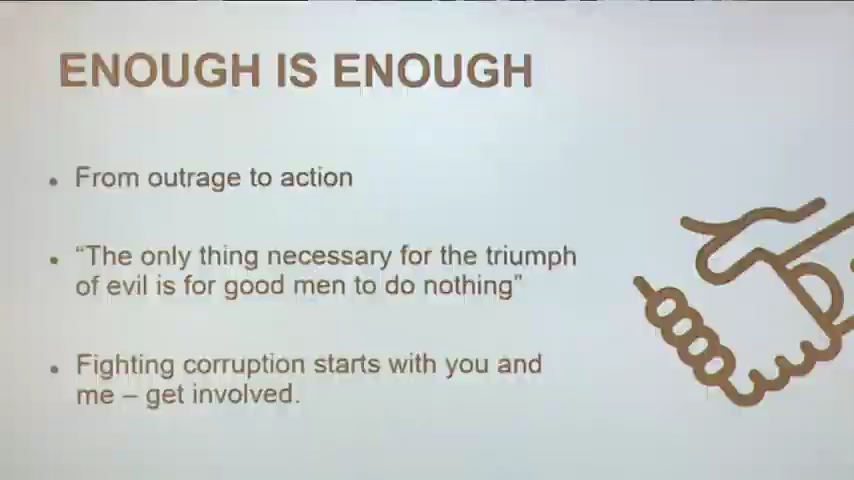 ENOUGH IS ENOUGH
• From outrage to action
• “The only thing necessary for the triumph
of evil is for good men to do nothing”
• Fighting corruption starts with you and
me – get involved.